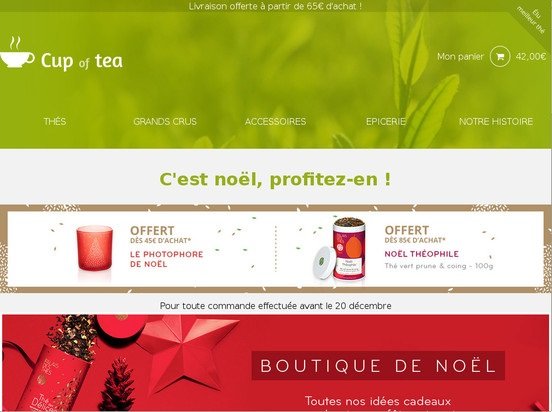 Livraison offerte à partir de 65€ d'achat !
Élu
meilleur thé
Cup of tea
Mon panier 42,00€
THÉS GRANDS CRUS ACCESSOIRES EPICERIE NOTRE HISTOIRE
C'est noël, profitez-en !
OFFERT
DÈS 45€ D'ACHAT*
LE PHOTOPHORE
DE NOËL
OFFERT
DÈS 85€ D'ACHAT*
NOËL THÉOPHILE
Thé vert prune & coing - 100g
Pour toute commande effectuée avant le 20 décembre
BOUTIQUE DE NOËL
Toutes nos idées cadeaux